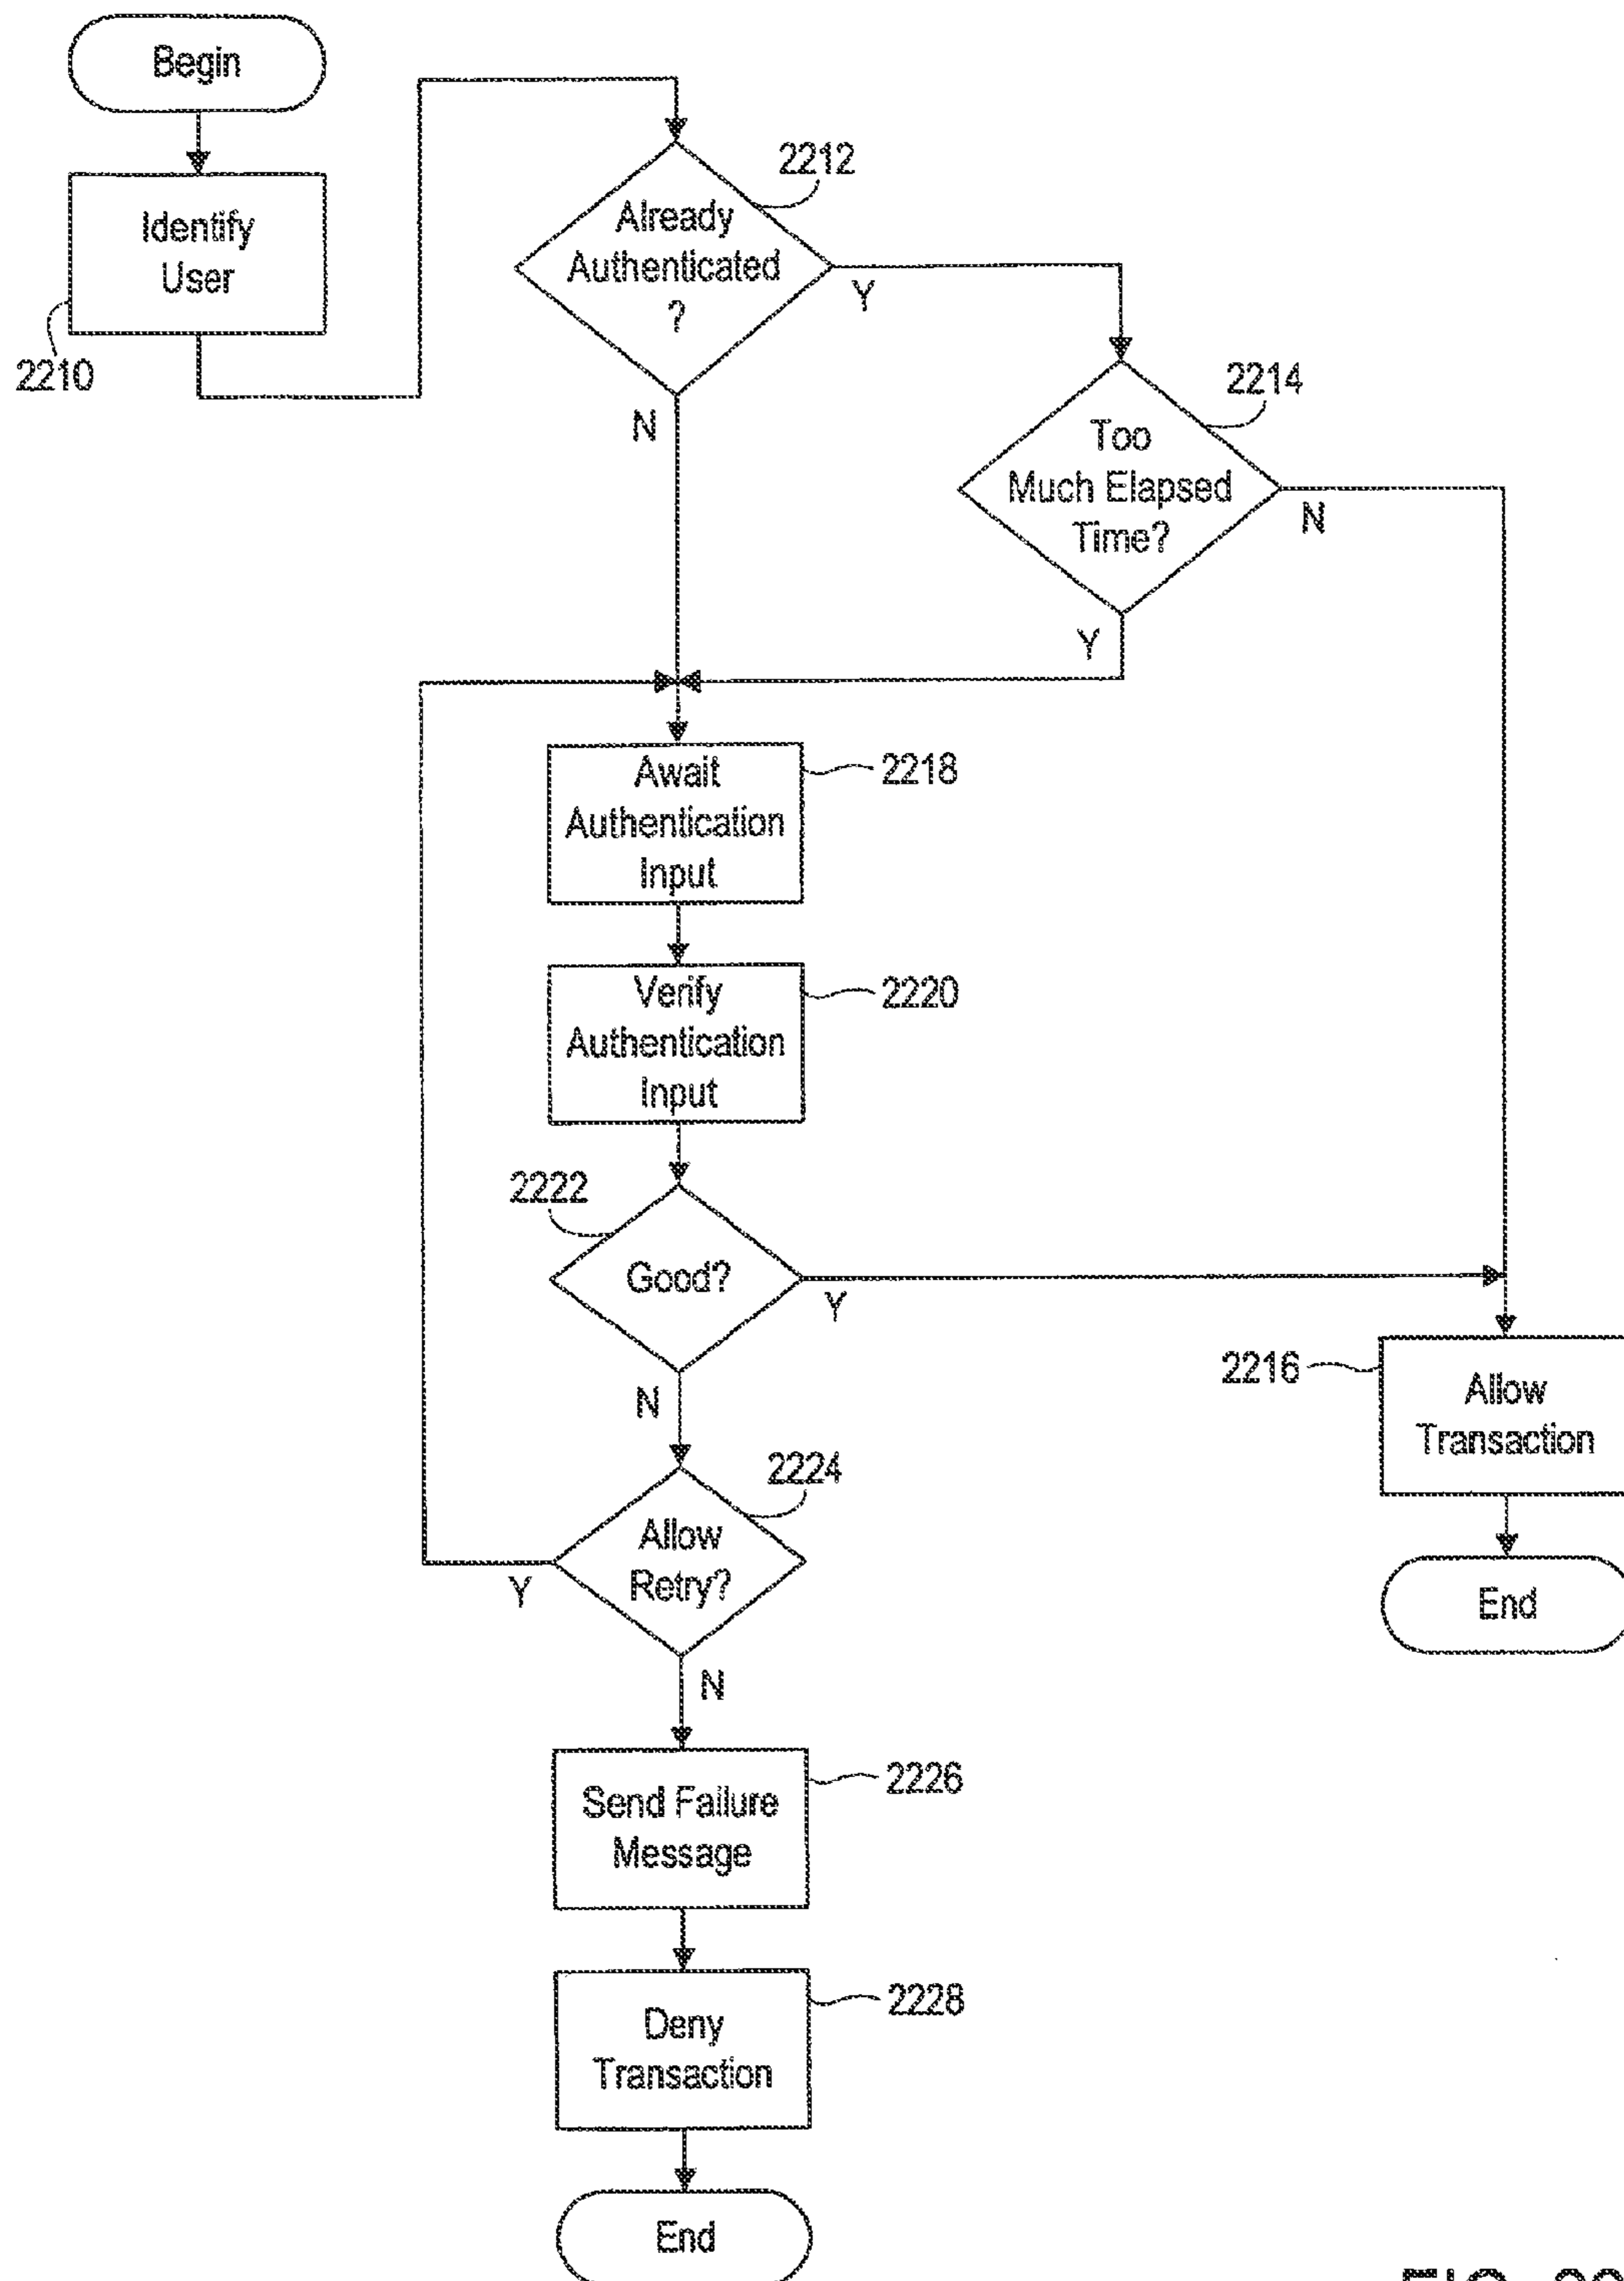 Begin
Identify
User
2210
Already
Authenticated
?
2212
Y
N
Too
Much Elapsed
Time?
2214
N
Y
Await
Authentication
Input
2218
Verify
Authentication
Input
2220
2222
Good?
Y
N
2216
Allow
Transaction
End
2224
Allow
Retry?
Y
N
Send Failure
Message
2226
Deny
Transaction
2228
End